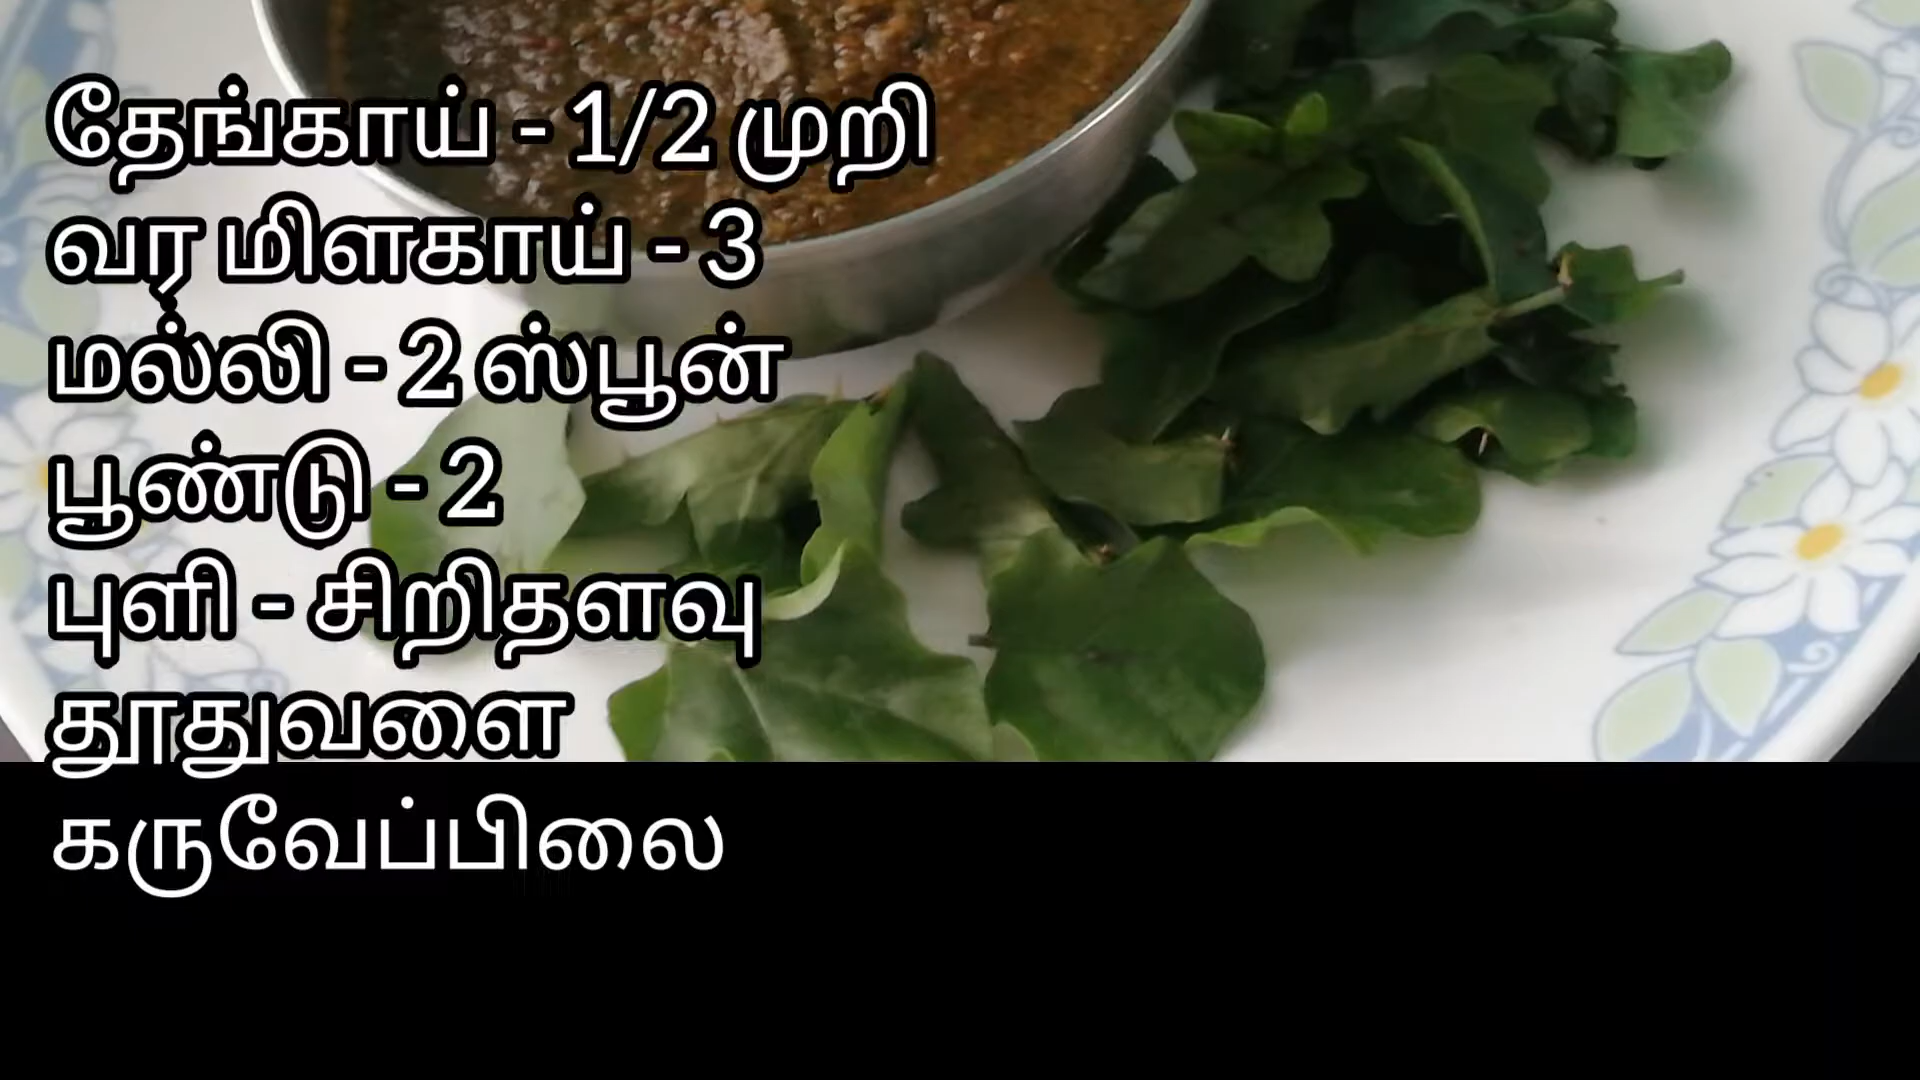 தேங்காய் - 1/2 முறி
வர மிளகாய் - 3
மல்லி - 2 ஸ்பூன்
பூண்டு - 2
புளி - சிறிதளவு
தூதுவளை
கருவேப்பிலை